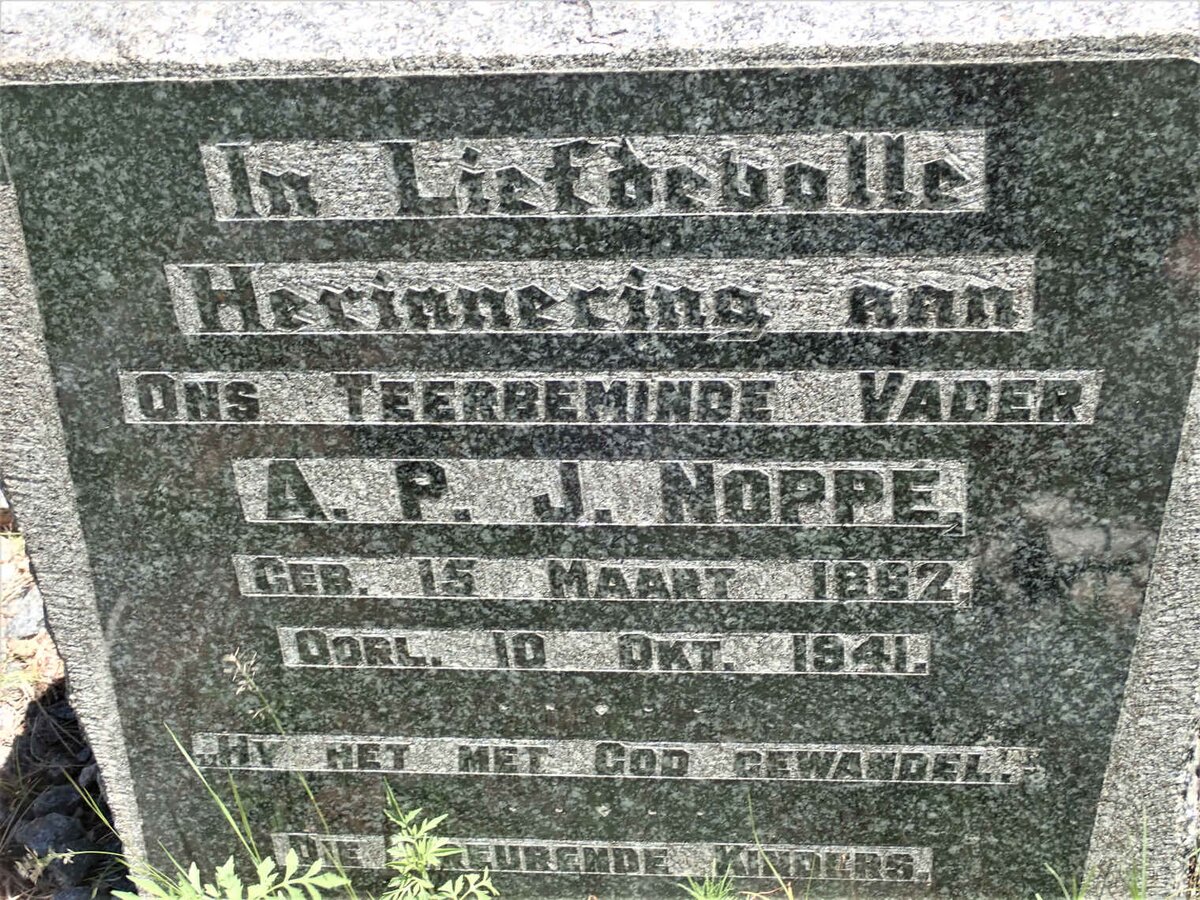 In Liefdevolle
Herinnering aan
ONS TEERBEMINDE VADER
A. P. J. NOPPÉ,
GEB. 15 MAART 1882.
OORL. 10 OKT. 1941.
„HY HET MET GOD GEWANDEL.”
DIE TREURENDE KINDERS.